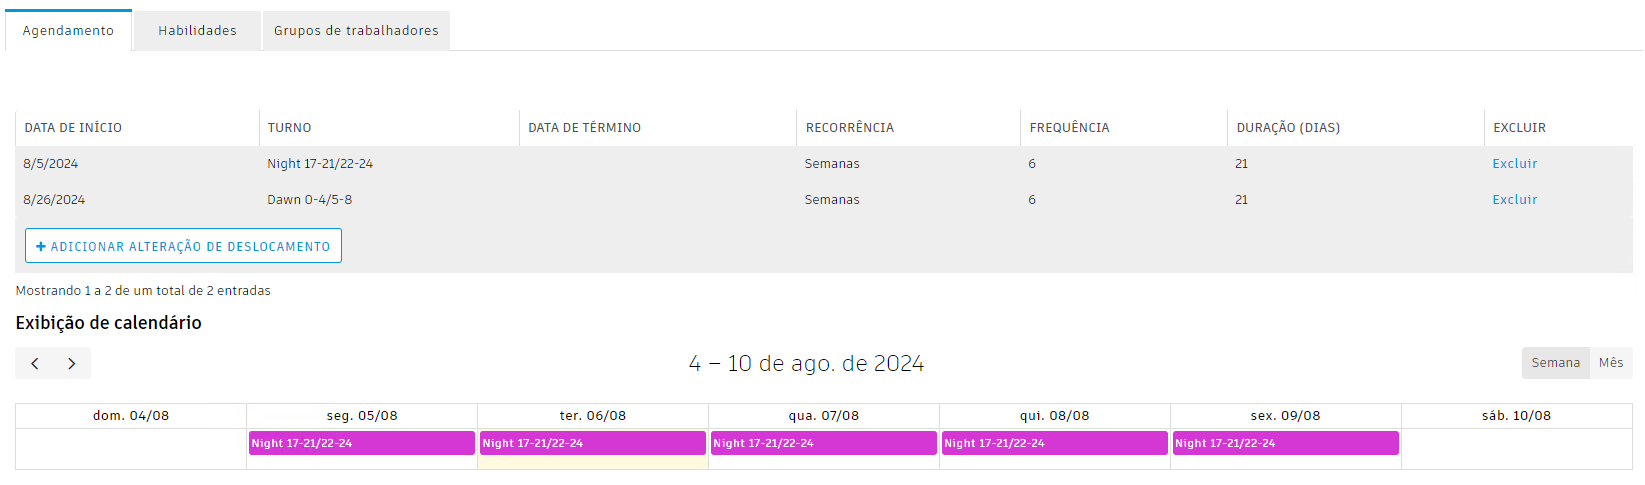 Agendamento Habilidades Grupos de trabalhadores
DATA DE INÍCIO TURNO DATA DE TÉRMINO RECORRÊNCIA FREQUÊNCIA DURAÇÃO (DIAS) EXCLUIR
8/5/2024 Night 17-21/22-24 Semanas 6 21 Excluir
8/26/2024 Dawn 0-4/5-8 Semanas 6 21 Excluir
+ ADICIONAR ALTERAÇÃO DE DESLOCAMENTO
Mostrando 1 a 2 de um total de 2 entradas
Exibição de calendário
4 – 10 de ago. de 2024 Semana Mês
dom. 04/08 seg. 05/08 ter. 06/08 qua. 07/08 qui. 08/08 sex. 09/08 sáb. 10/08
Night 17-21/22-24 Night 17-21/22-24 Night 17-21/22-24 Night 17-21/22-24 Night 17-21/22-24